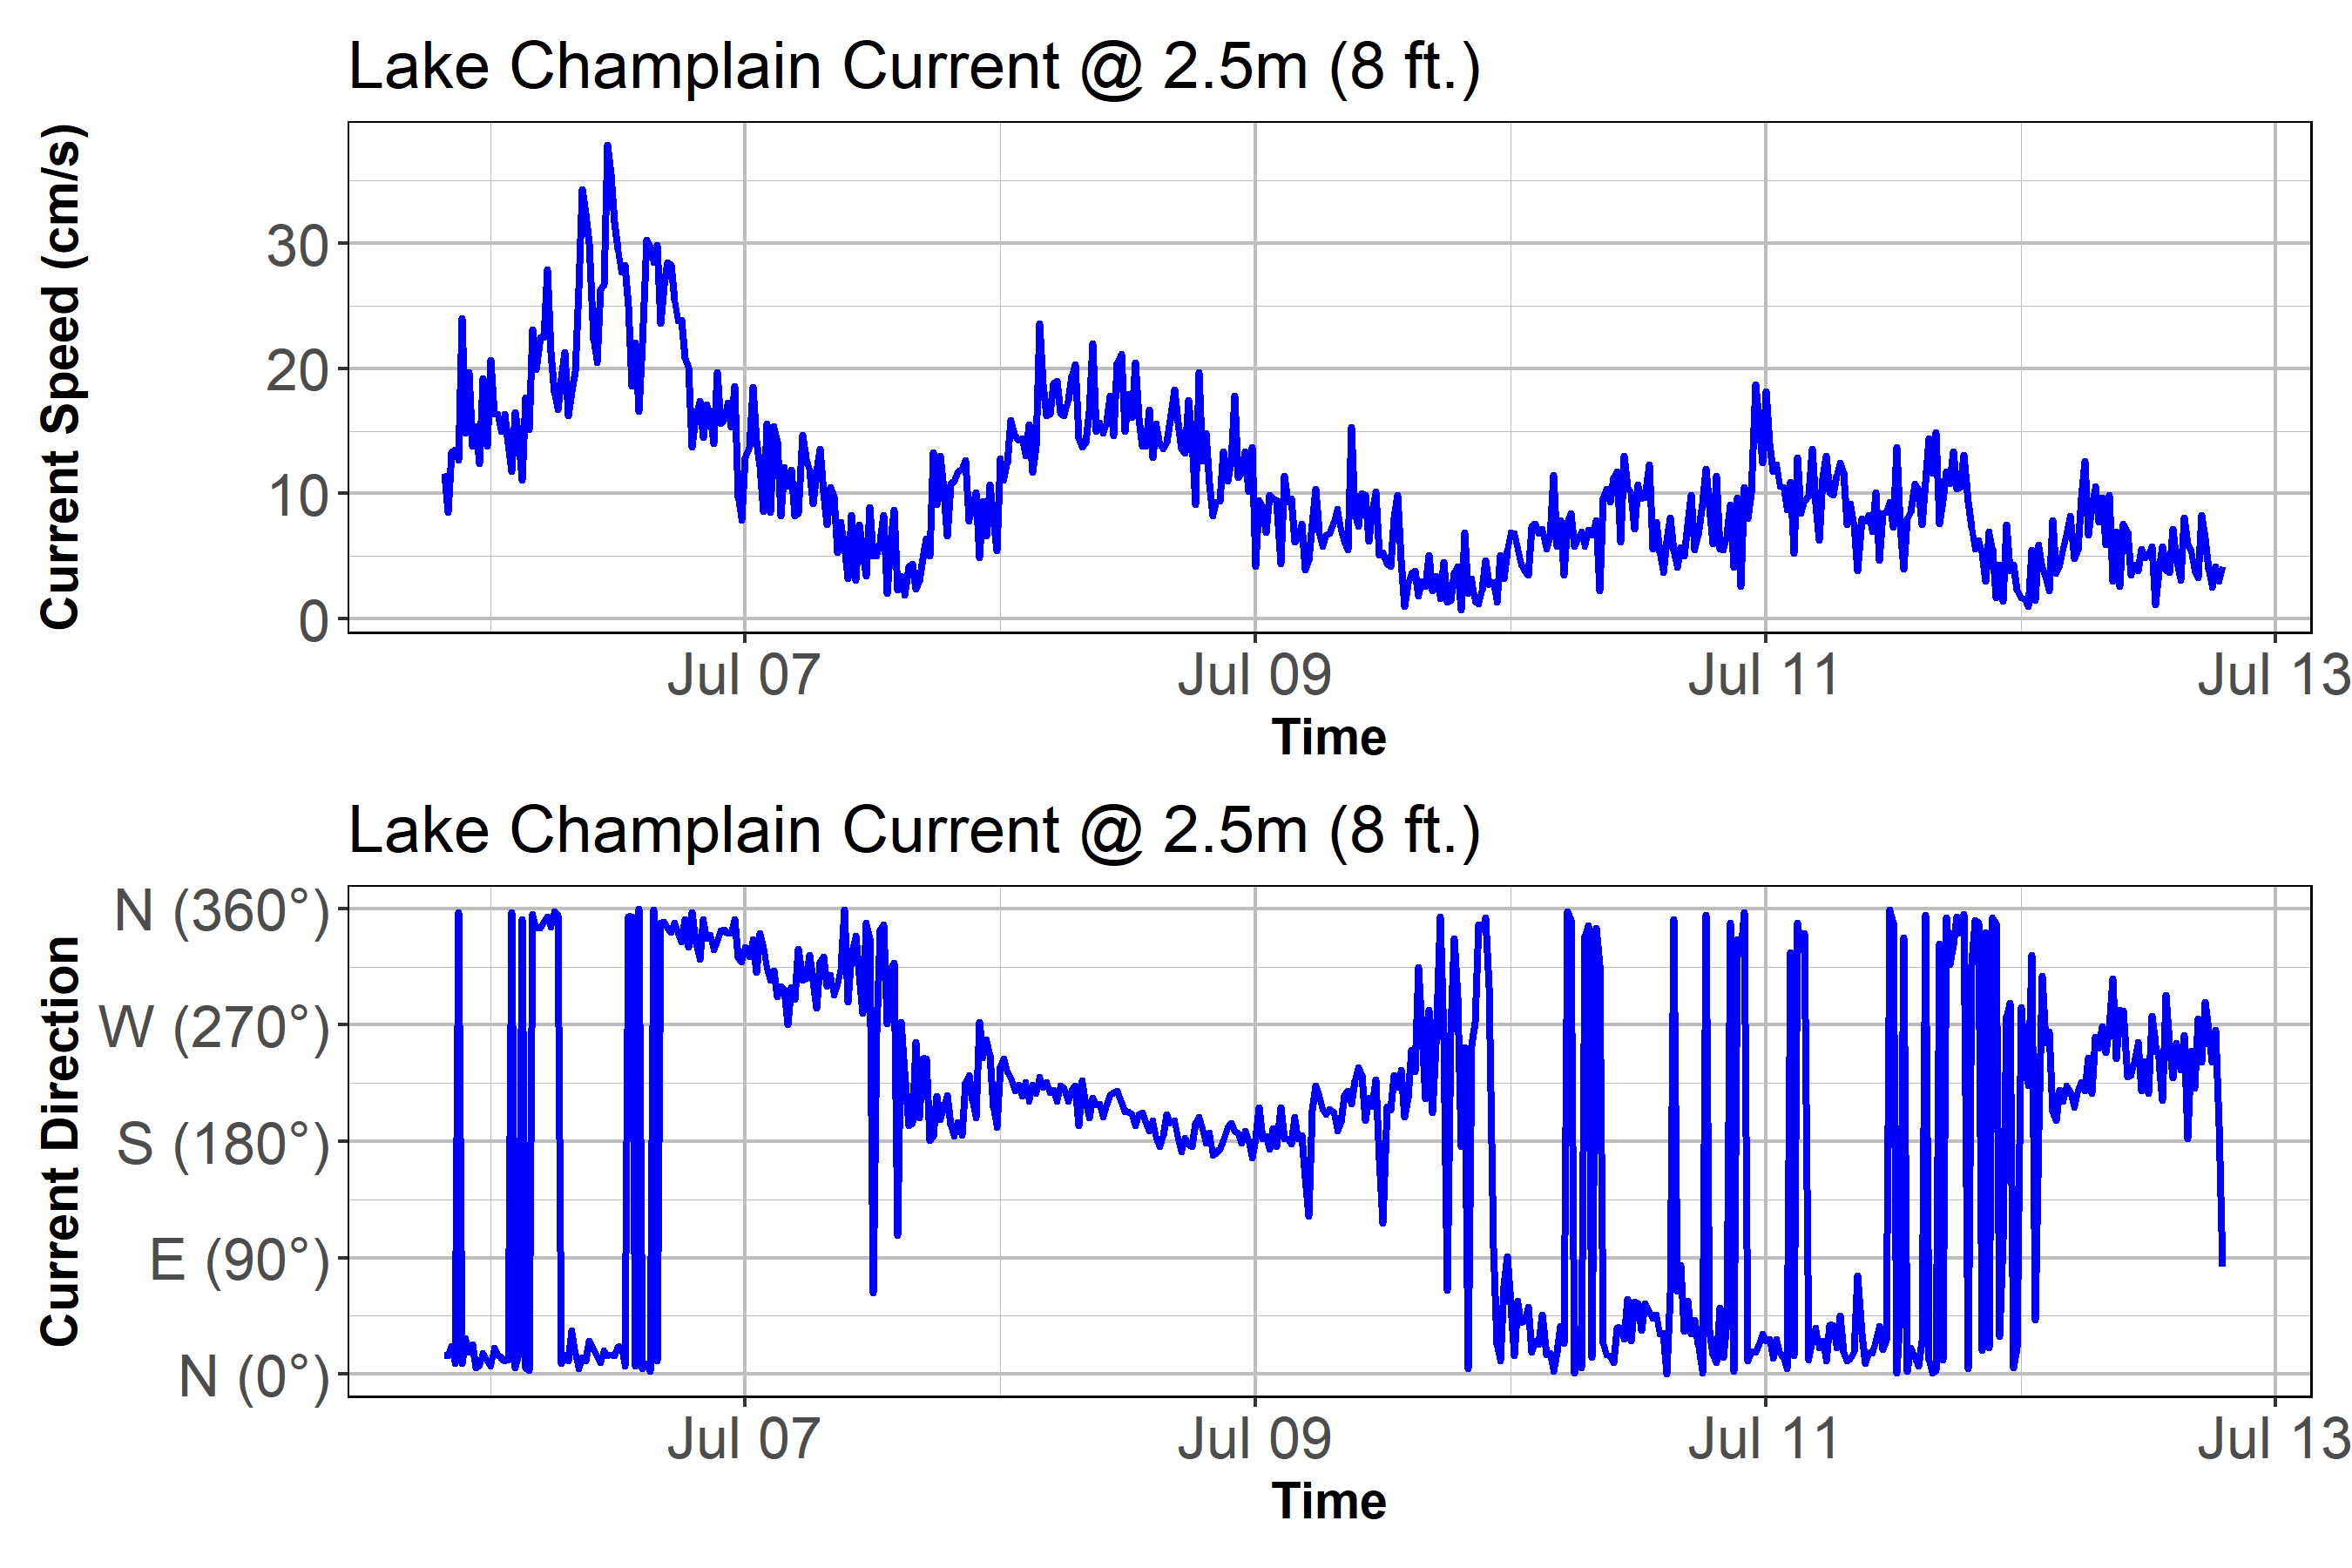 Lake Champlain Current @ 2.5m (8 ft.)
Current Speed (cm/s)
30
20
10
0
Jul 07 Jul 09 Jul 11 Jul 13
Time
Lake Champlain Current @ 2.5m (8 ft.)
Current Direction
N (360°)
W (270°)
S (180°)
E (90°)
N (0°)
Jul 07 Jul 09 Jul 11 Jul 13
Time